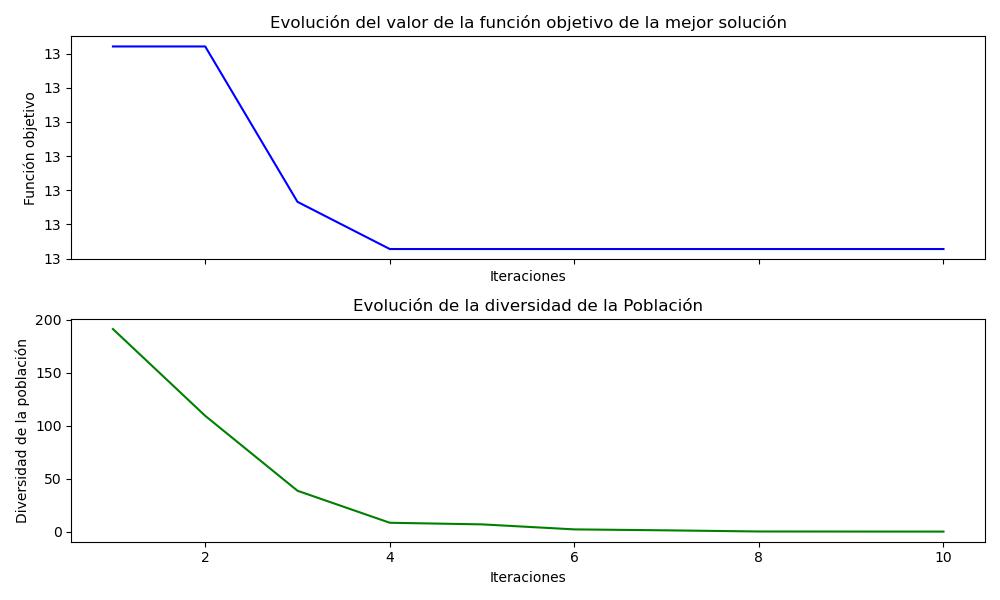 Evolución del valor de la función objetivo de la mejor solución
13
13
13
13
13
13
13
Función objetivo
Iteraciones
Evolución de la diversidad de la Población
200
150
100
50
0
Diversidad de la población
2 4 6 8 10
Iteraciones